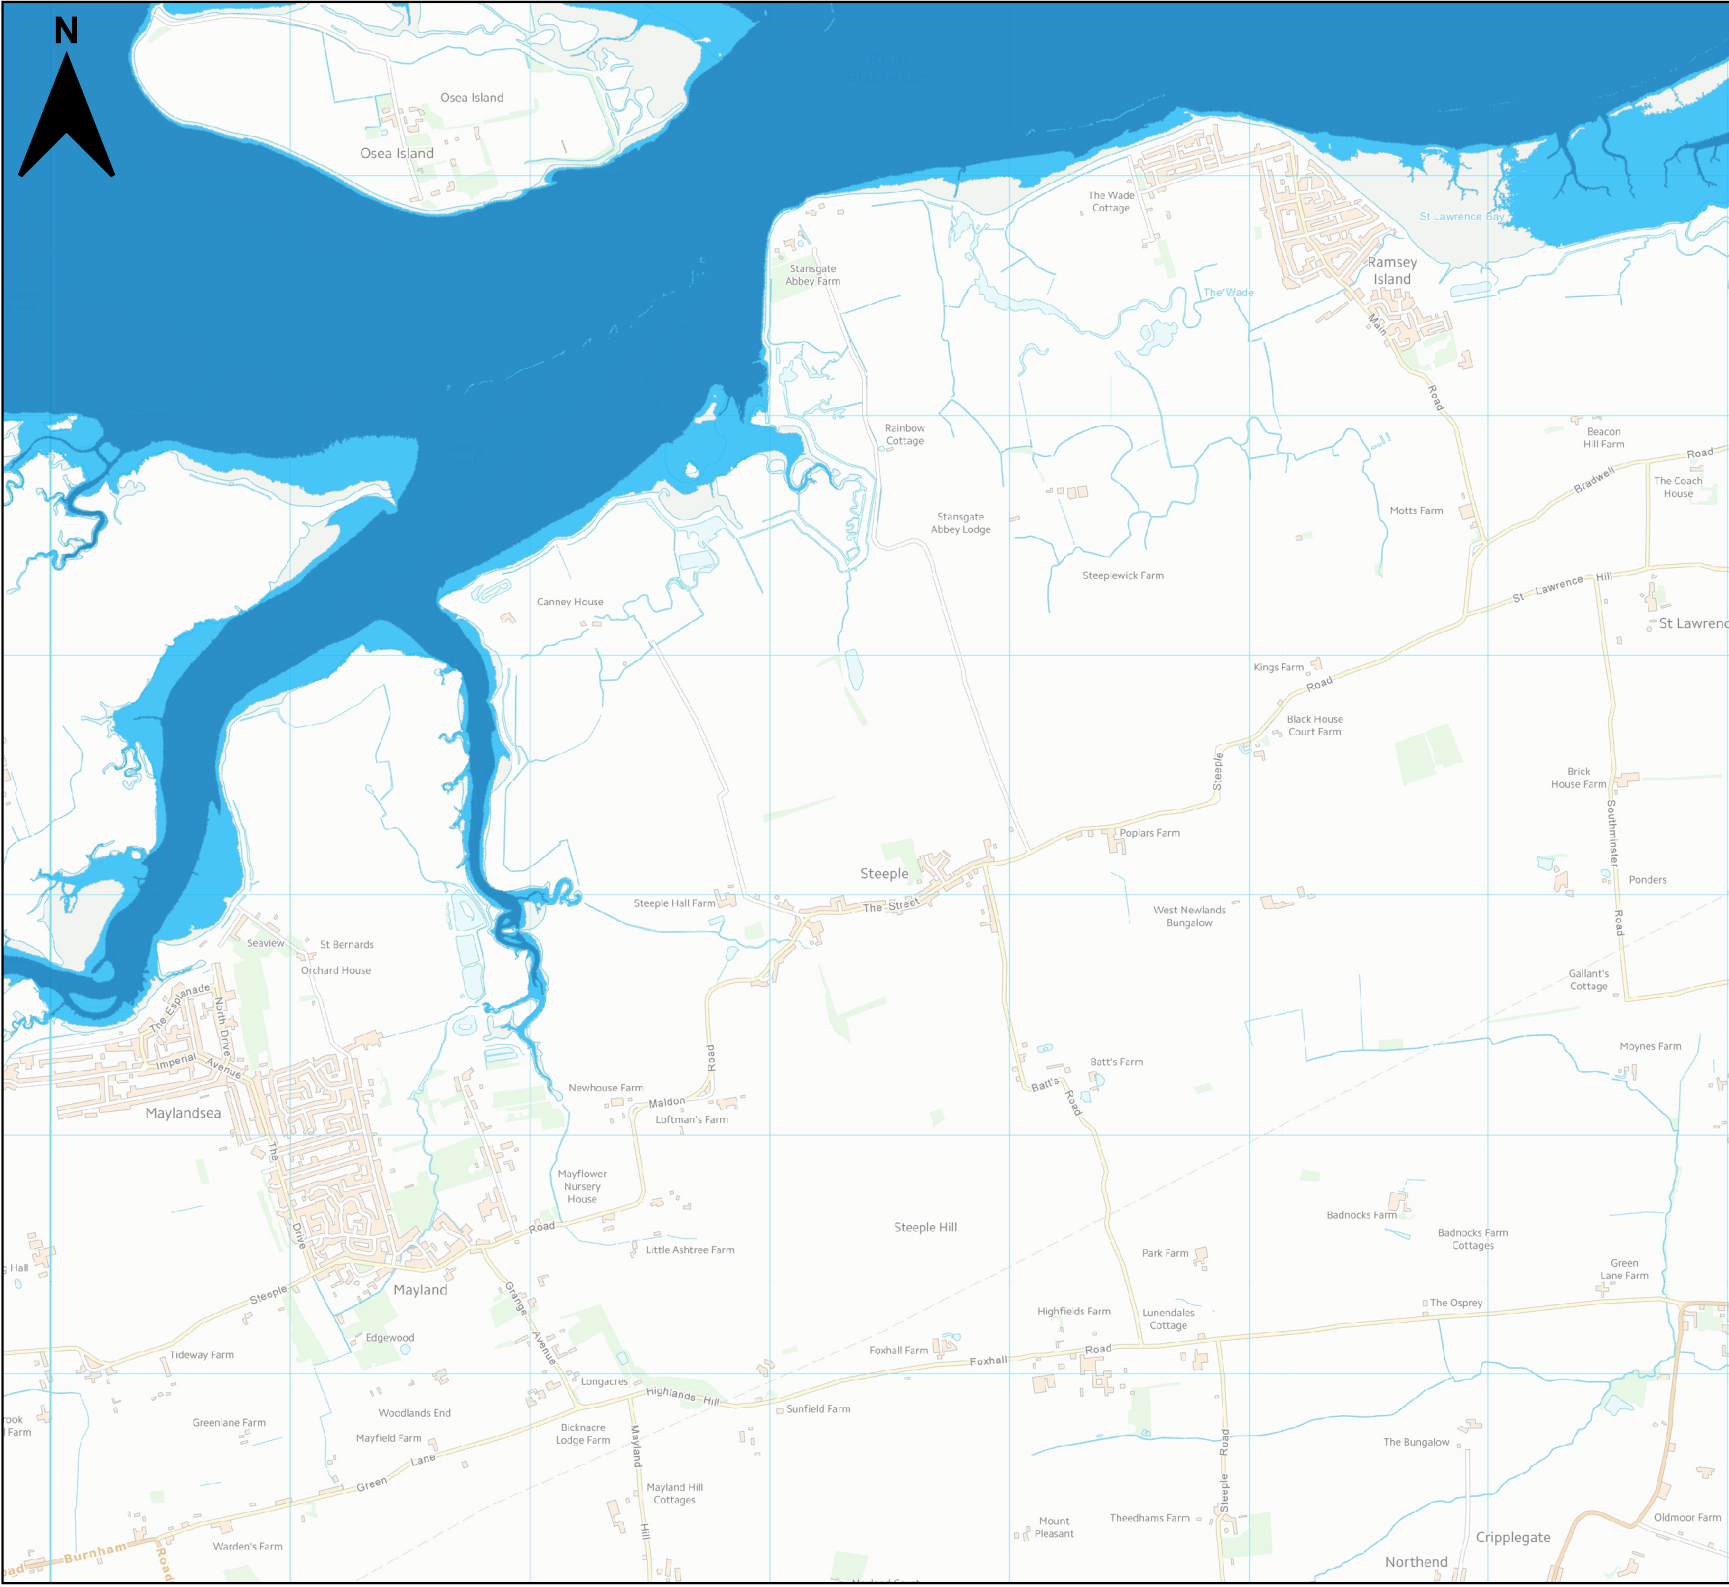 N
River
Blackwater
Osea Island
Osea Island
The Wade
Cottage
St Lawrence Bay
Stansgate
Abbey Farm
Ramsey
Island
The Wade
Main
Road
Rainbow
Cottage
Beacon
Hill Farm
Bradwell
Road
The Coach
House
Motts Farm
Stansgate
Abbey Lodge
Steeplewick Farm
Canney House
St Lawrence Hill
St Lawrenc
Kings Farm
Road
Black House
Court Farm
Steeple
Brick
House Farm
Southminster
Road
Poplars Farm
Steeple
Ponders
Steeple Hall Farm
The Street
West Newlands
Bungalow
Seaview
St Bernards
Orchard House
Gallant's
Cottage
The Esplanade
North Drive
Imperial
Avenue
Road
Moynes Farm
Batt's Farm
Batt's
Road
Newhouse Farm
Maldon
Loftman's Farm
Maylandsea
The
Drive
Mayflower
Nursery
House
Road
Steeple Hill
Badnocks Farm
Badnocks Farm
Cottages
Little Ashtree Farm
Park Farm
g Hall
Green
Lane Farm
Steeple
Mayland
Grange
Avenue
The Osprey
Highfields Farm
Lunendales
Cottage
Edgewood
Tideway Farm
Foxhall Farm
Foxhall
Road
Longacres
Highlands Hill
Sunfield Farm
rook
l Farm
Greenlane Farm
Woodlands End
Mayfield Farm
Bicknacre
Lodge Farm
Mayland
Hill
The Bungalow
Green
Lane
Steeple
Road
Mayland Hill
Cottages
Mount
Pleasant
Theedhams Farm
Oldmoor Farm
Cripplegate
Warden's Farm
oad
Burnham
Road
Northend